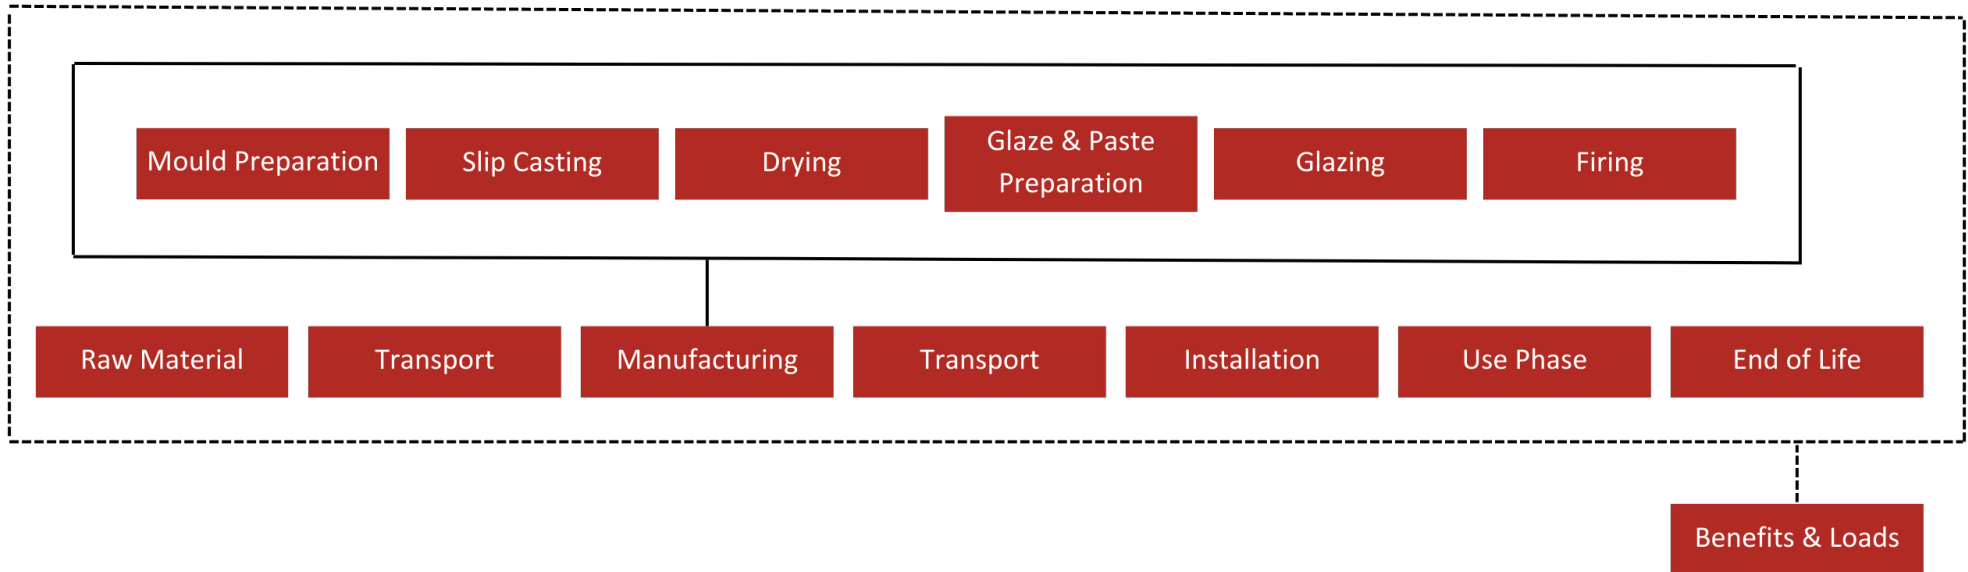 Mould Preparation
Slip Casting
Drying
Glaze & Paste
Preparation
Glazing
Firing
Raw Material
Transport
Manufacturing
Transport
Installation
Use Phase
End of Life
Benefits & Loads